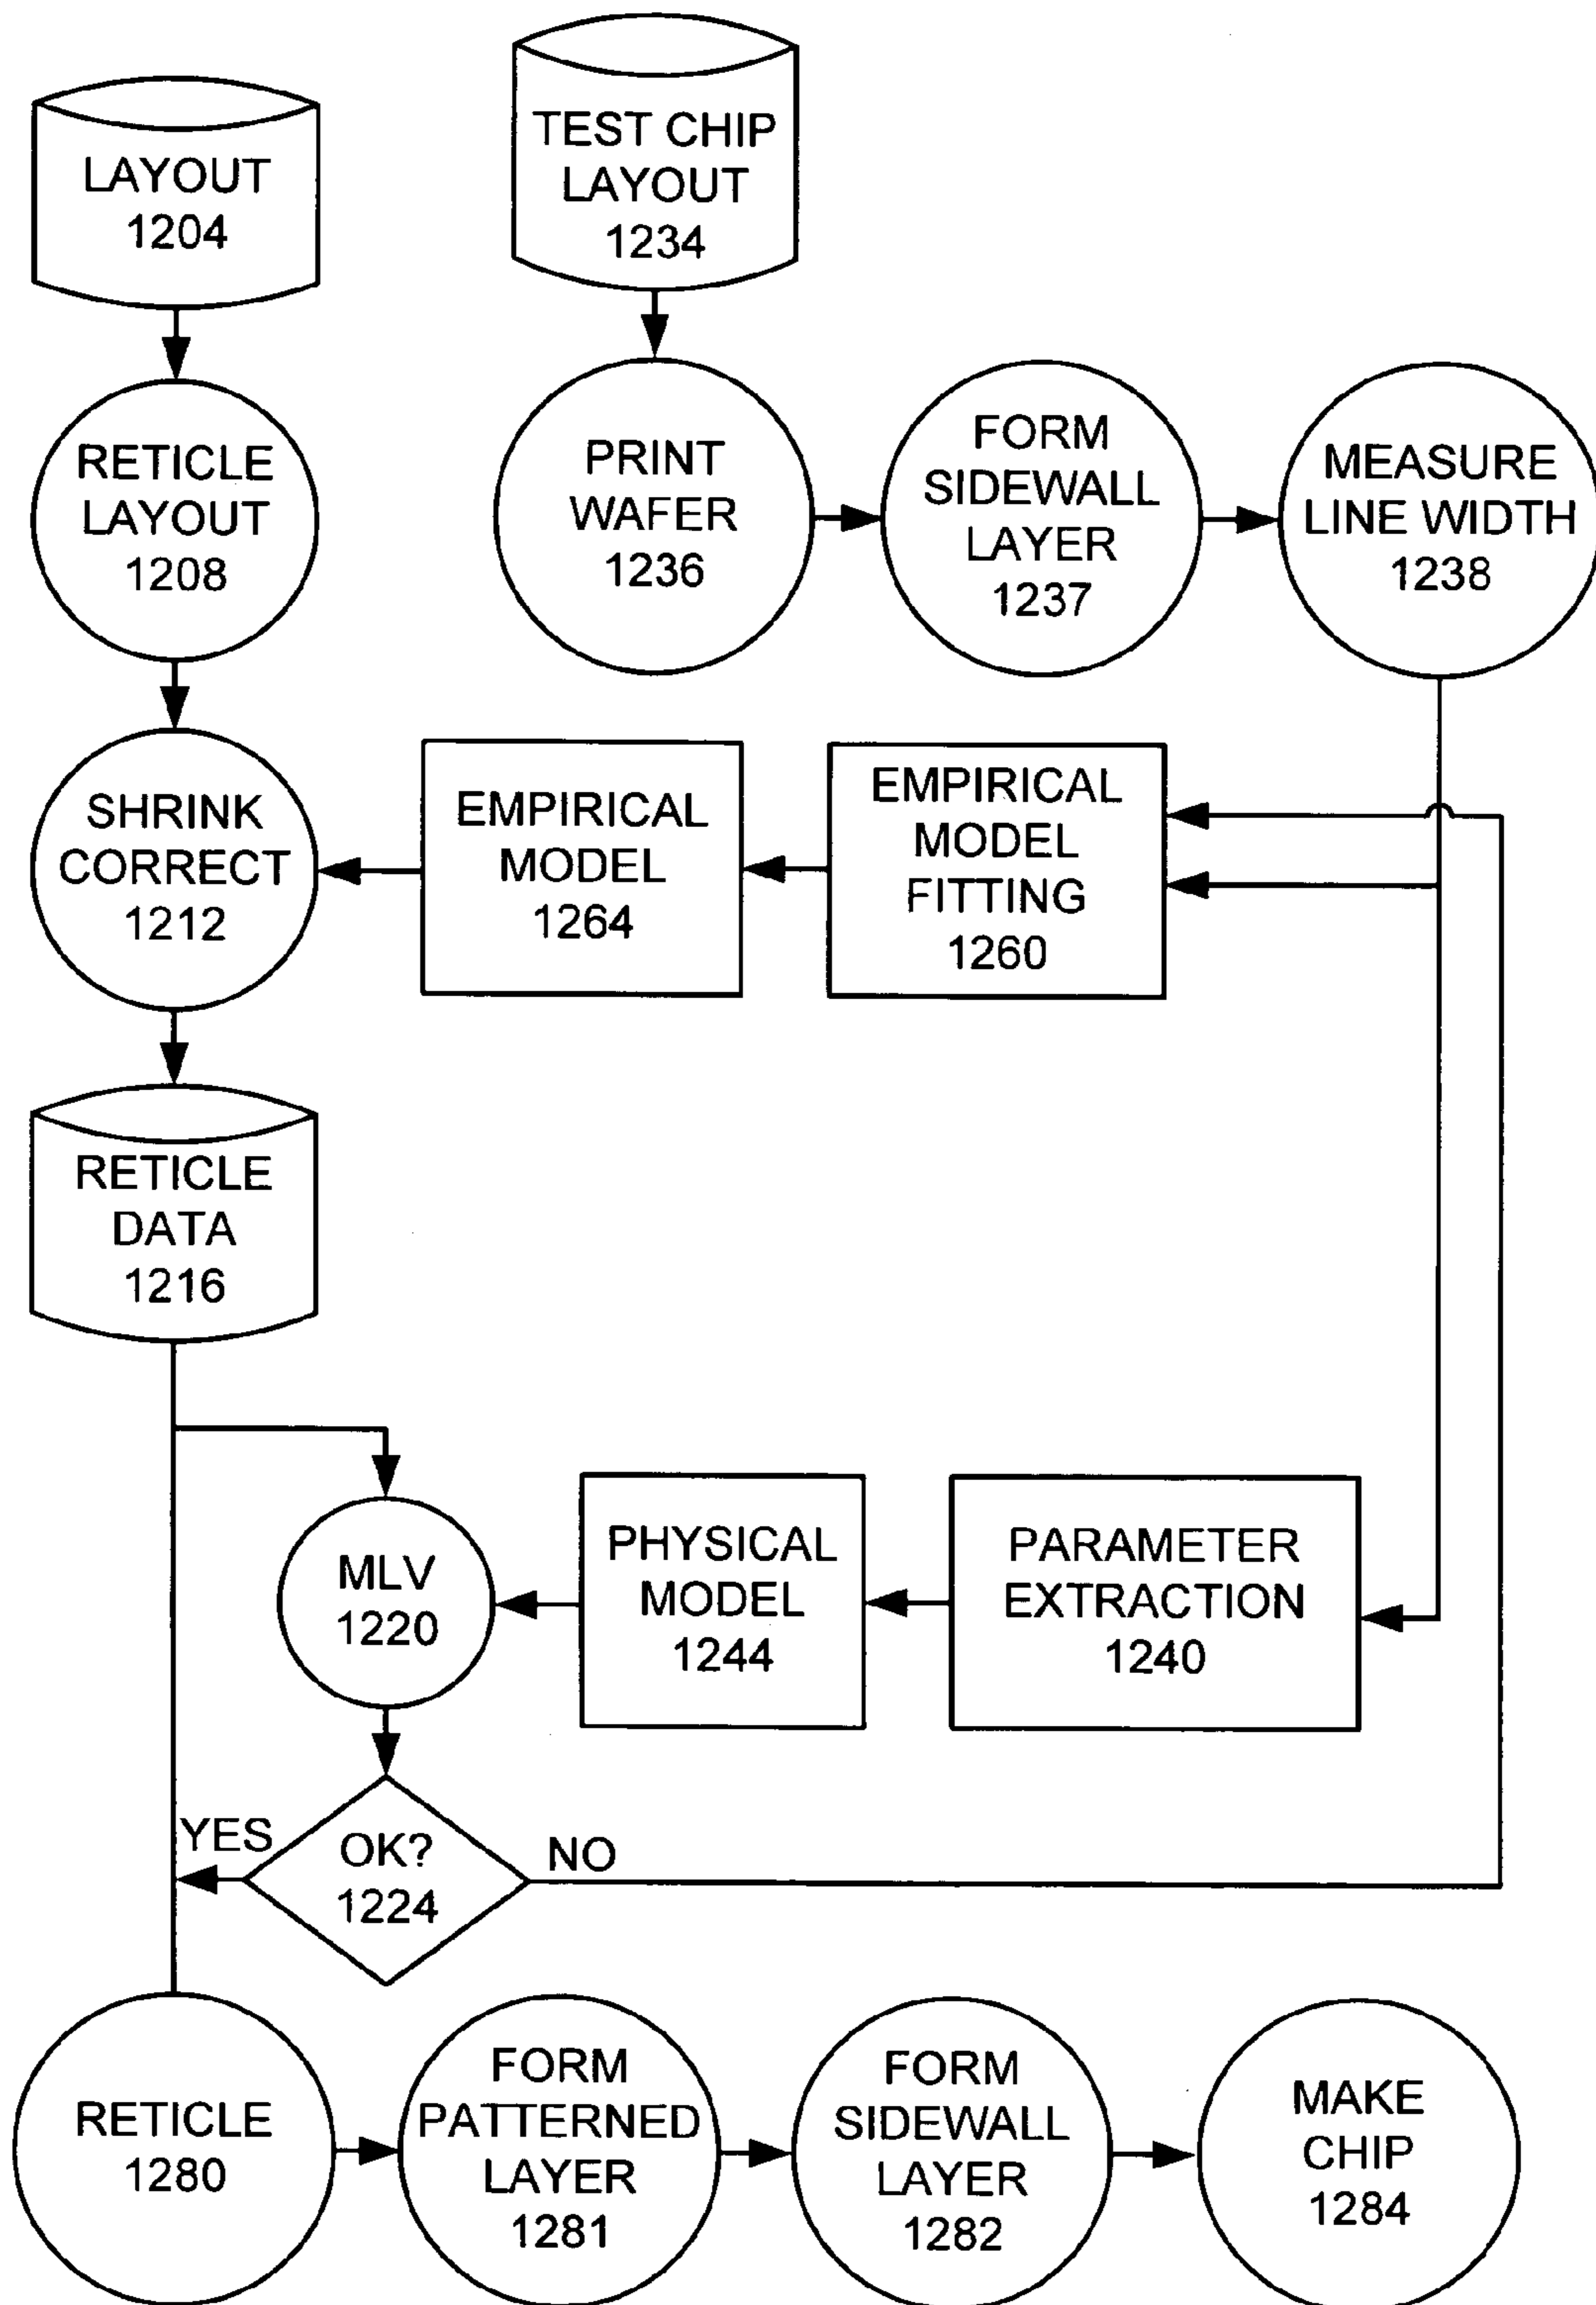 LAYOUT
1204
TEST CHIP
LAYOUT
1234
RETICLE
LAYOUT
1208
PRINT
WAFER
1236
FORM
SIDEWALL
LAYER
1237
MEASURE
LINE WIDTH
1238
SHRINK
CORRECT
1212
EMPIRICAL
MODEL
1264
EMPIRICAL
MODEL
FITTING
1260
RETICLE
DATA
1216
MLV
1220
PHYSICAL
MODEL
1244
PARAMETER
EXTRACTION
1240
YES
OK?
1224
NO
RETICLE
1280
FORM
PATTERNED
LAYER
1281
FORM
SIDEWALL
LAYER
1282
MAKE
CHIP
1284